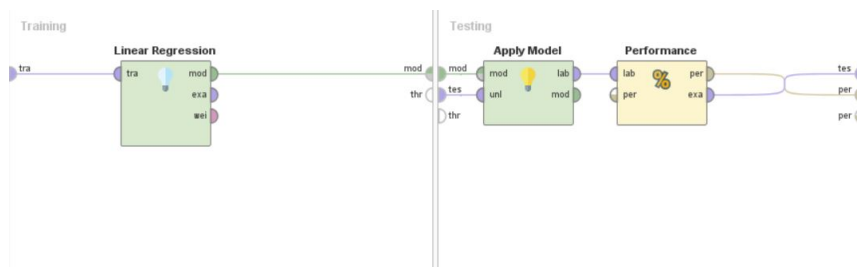 Training
Testing
Linear Regression
Apply Model
Performance
tra
tra
mod
exa
wei
mod
thr
mod
tes
thr
mod
unl
lab
mod
lab
per
%
per
exa
tes
per
per